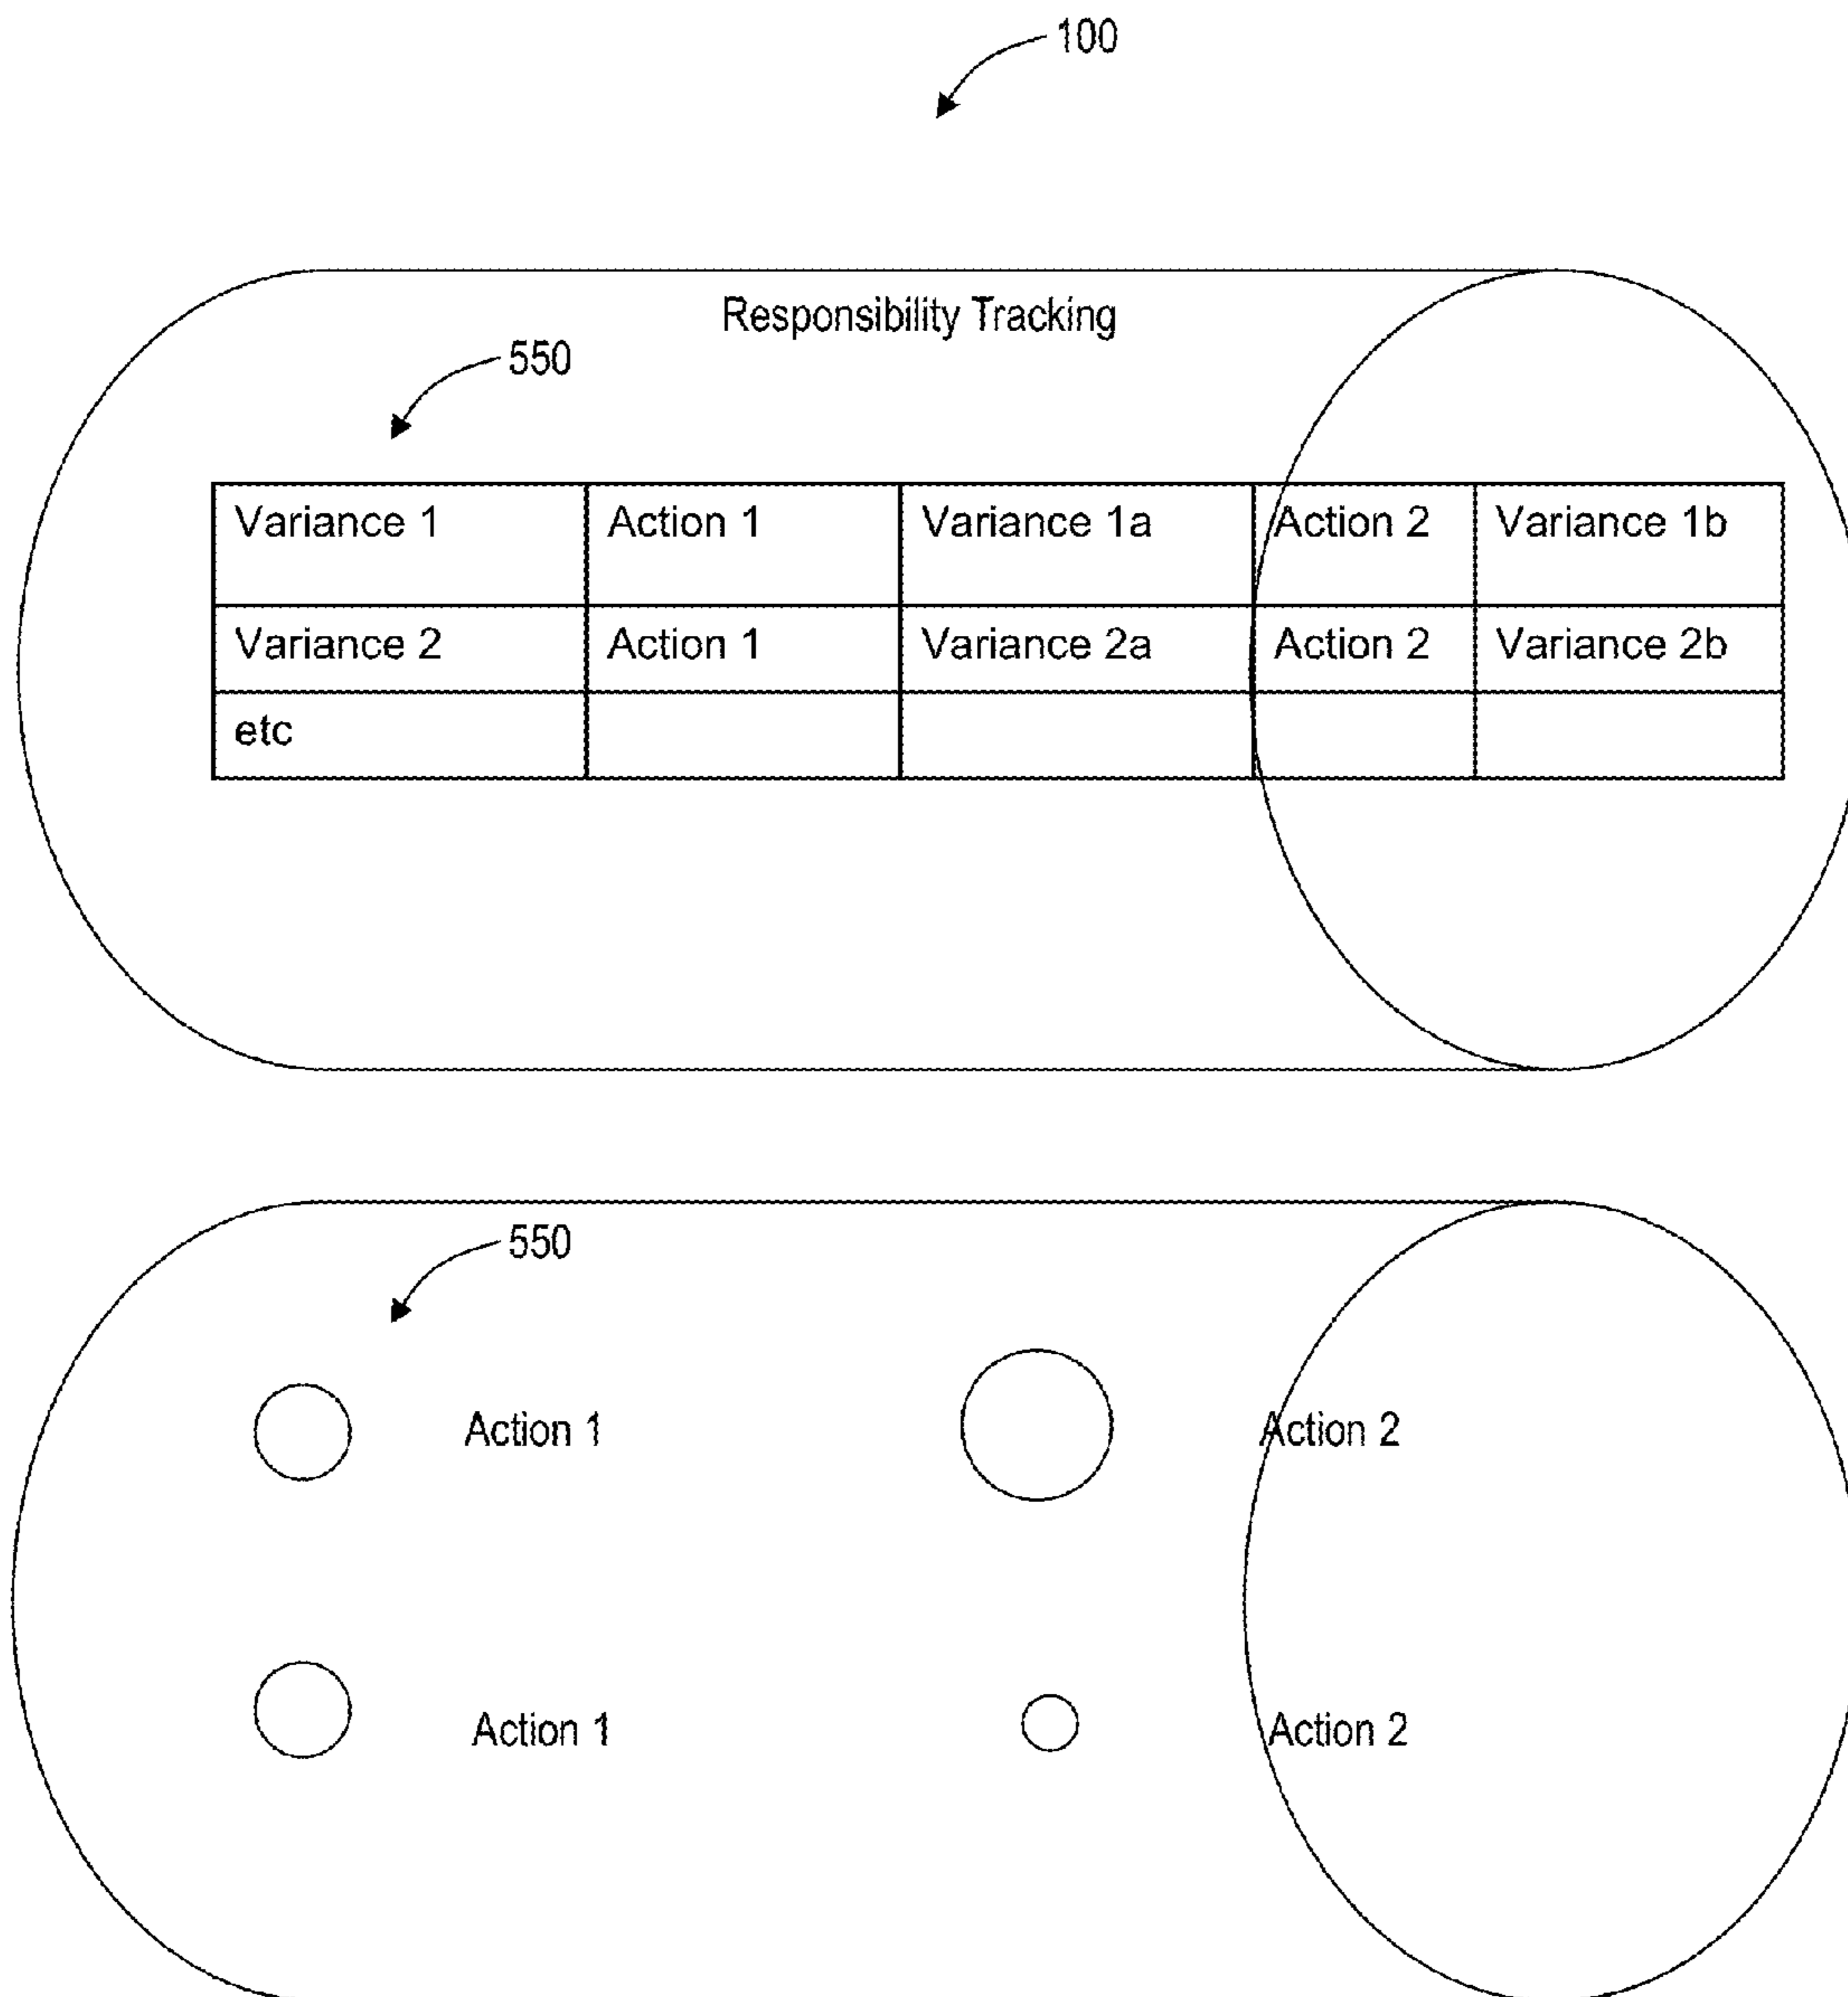 100
Responsibility Tracking
550
Variance 1 Action 1 Variance 1a Action 2 Variance 1b
Variance 2 Action 1 Variance 2a Action 2 Variance 2b
etc
550
Action 1 Action 2
Action 1 Action 2